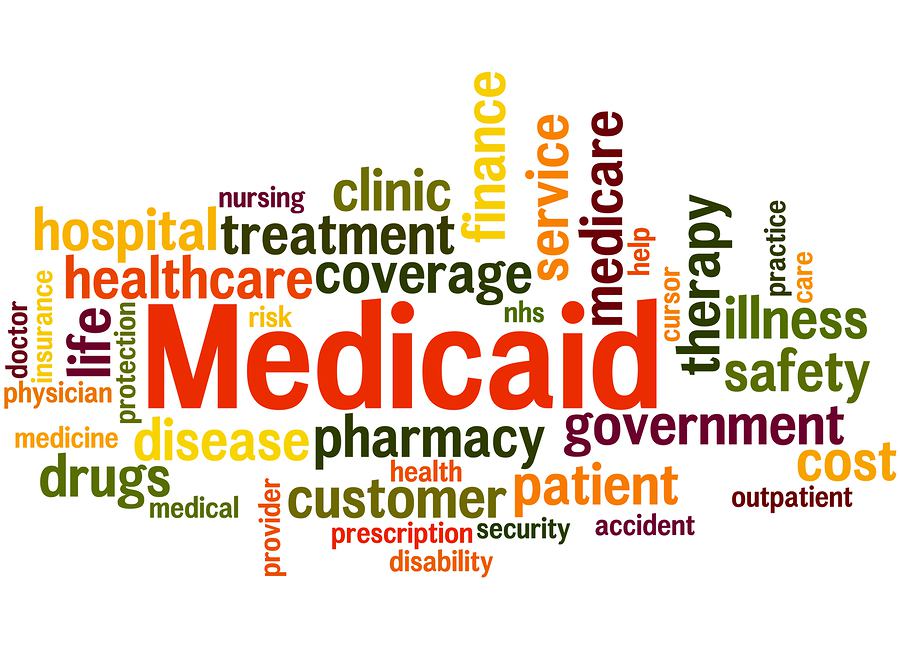 finance
service
medicare
nursing
clinic
hospital
treatment
help
therapy
practice
care
healthcare
coverage
cursor
doctor
insurance
life
protection
risk
nhs
Medicaid
illness
safety
physician
medicine
disease
pharmacy
government
drugs
health
cost
medical
provider
customer
patient
outpatient
prescription
security
accident
disability